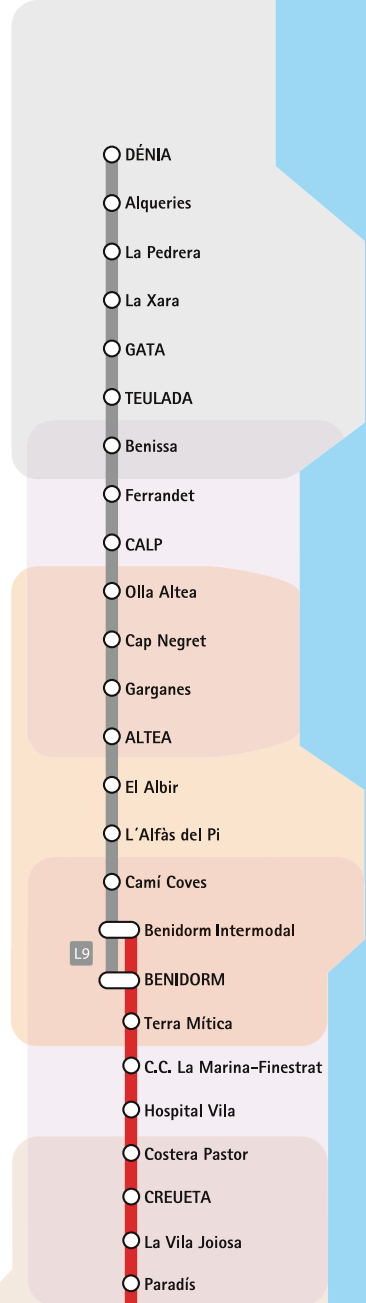 DÉNIA
Alqueries
La Pedrera
La Xara
GATA
TEULADA
Benissa
Ferrandet
CALP
Olla Altea
Cap Negret
Garganes
ALTEA
El Albir
L´Alfàs del Pi
Camí Coves
Benidorm Intermodal
L9
BENIDORM
Terra Mítica
C.C. La Marina-Finestrat
Hospital Vila
Costera Pastor
CREUETA
La Vila Joiosa
Paradís